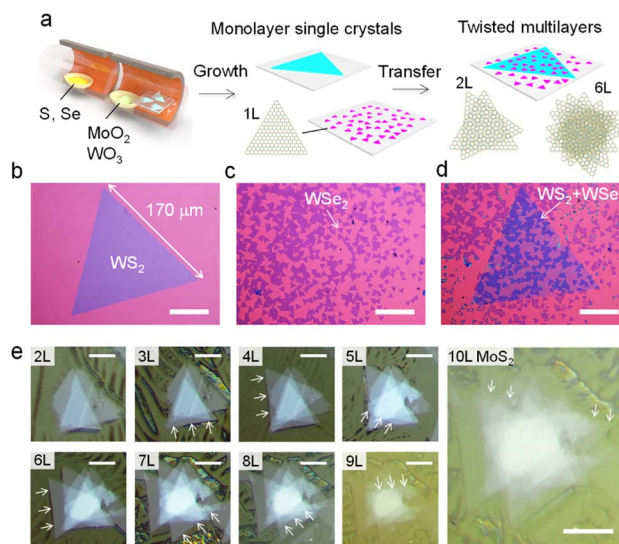 a
Monolayer single crystals
Twisted multilayers
Growth
Transfer
S, Se
MoO₂
WO₃
1L
2L
6L
b
170 μm
WS₂
c
WSe₂
d
WS₂+WSe
e
2L
3L
4L
5L
10L MoS₂
6L
7L
8L
9L